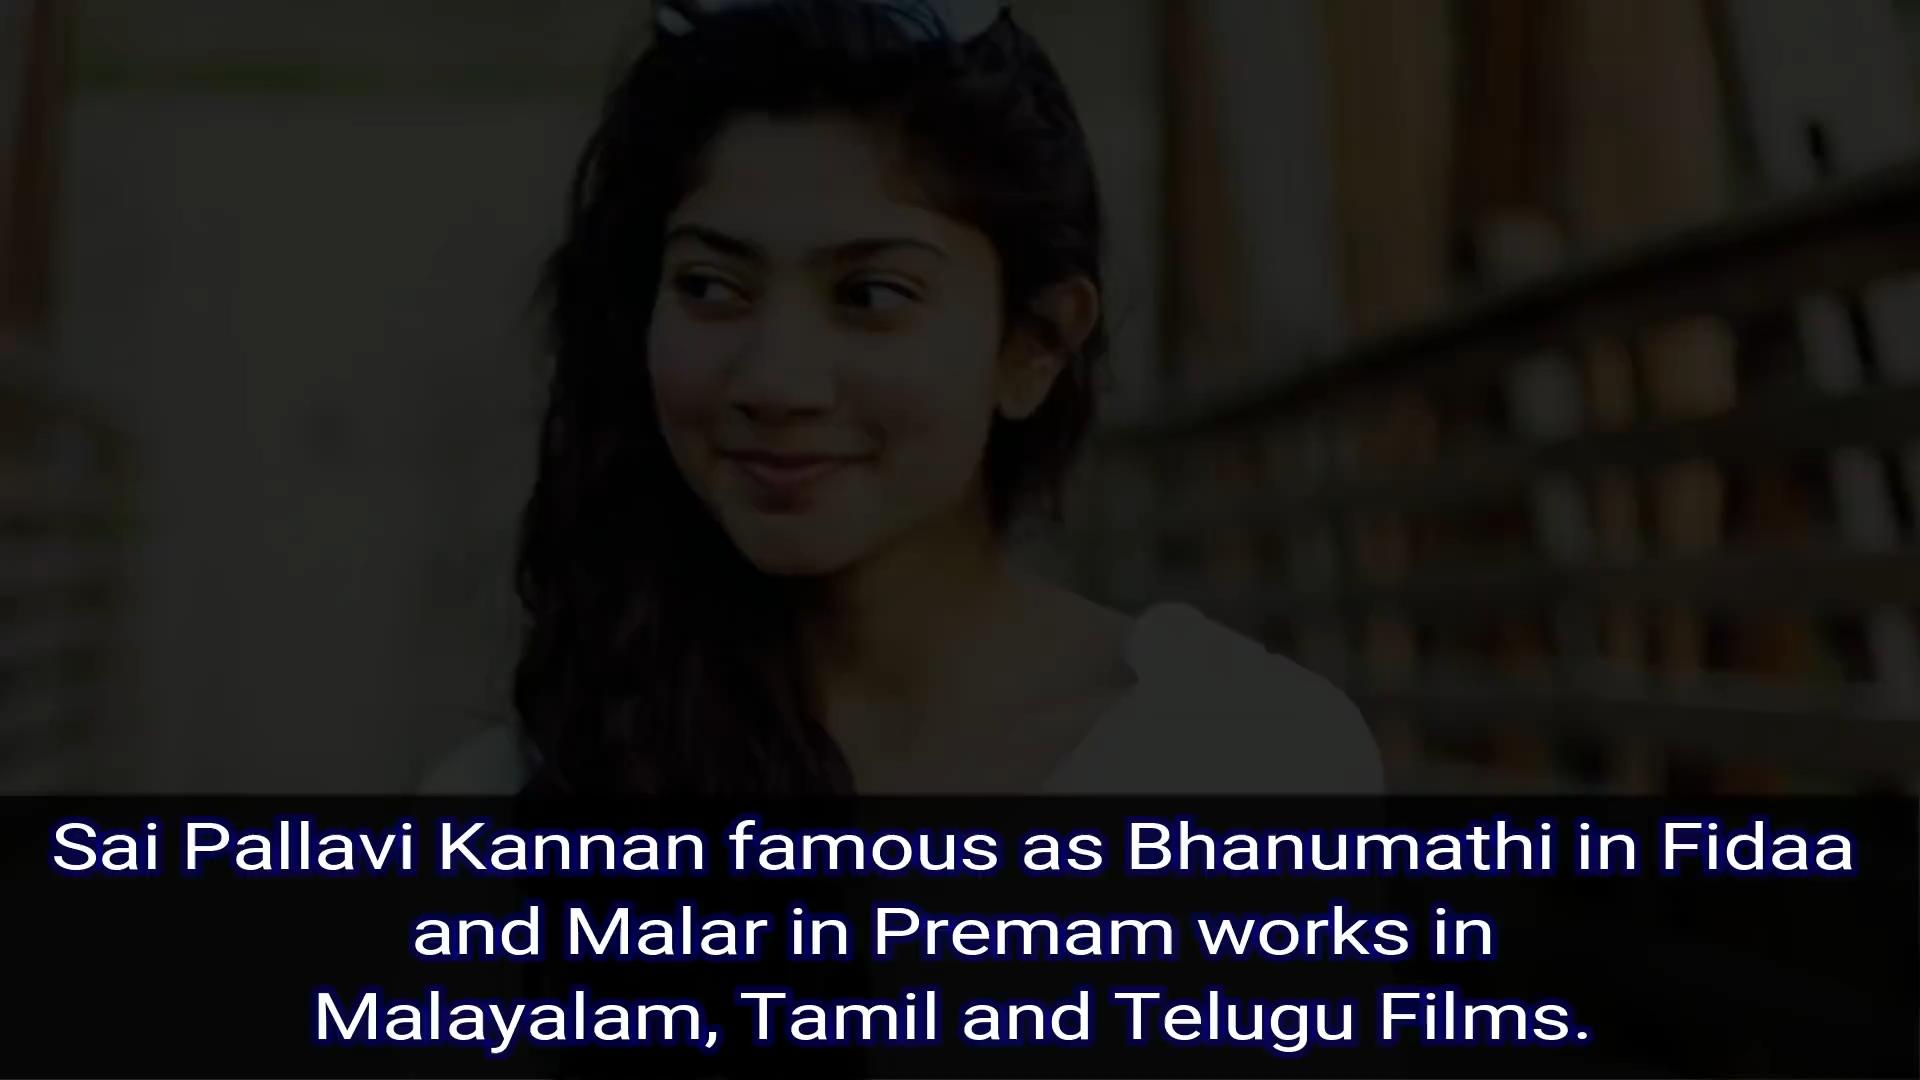 Sai Pallavi Kannan famous as Bhanumathi in Fidaa
and Malar in Premam works in
Malayalam, Tamil and Telugu Films.